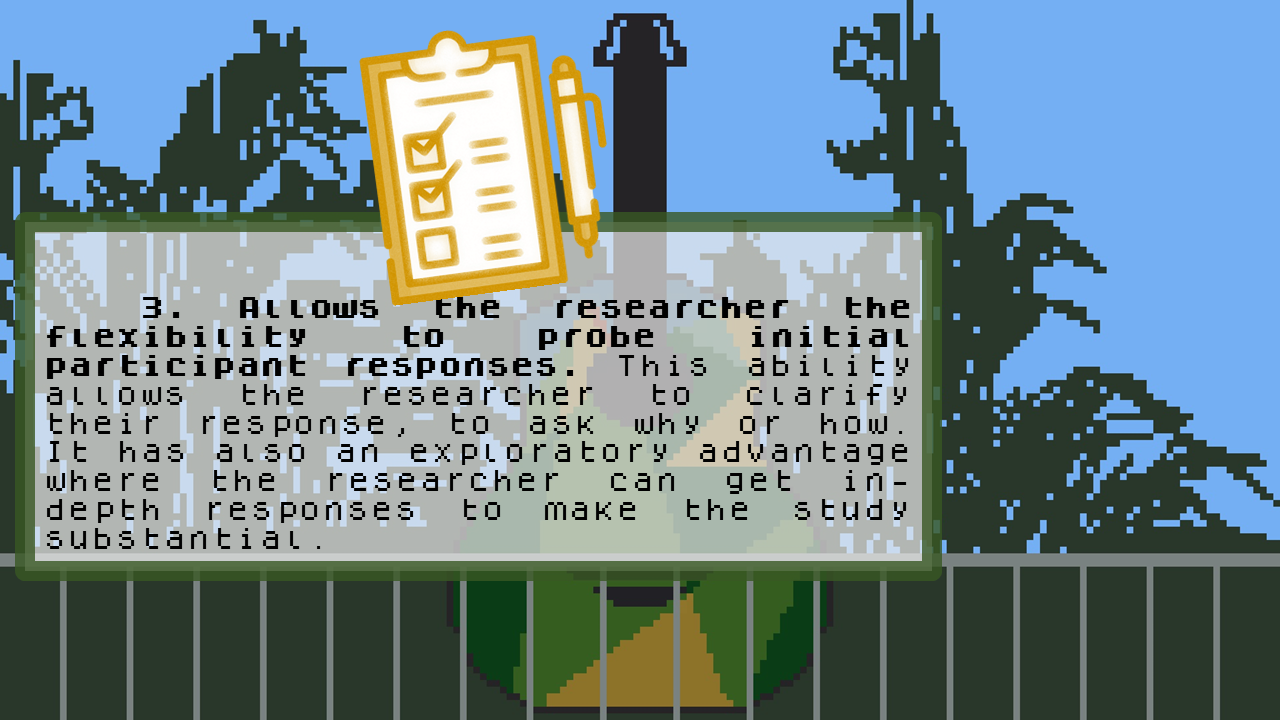 3. Allows the researcher the
flexibility to probe initial
participant responses. This ability
allows the researcher to clarify
their response, to ask why or how.
It has also an exploratory advantage
where the researcher can get in-
depth responses to make the study
substantial.